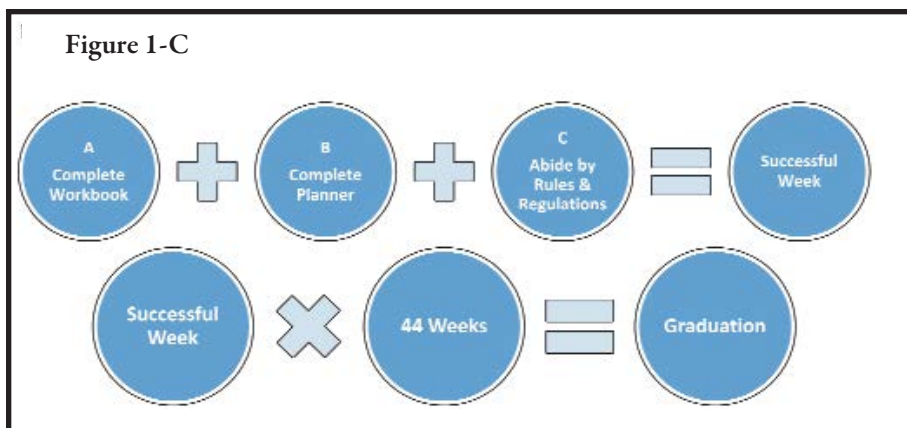 Figure 1-C
A
Complete
Workbook
B
Complete
Planner
C
Abide by
Rules &
Regulations
Successful
Week
Successful
Week
44 Weeks
Graduation